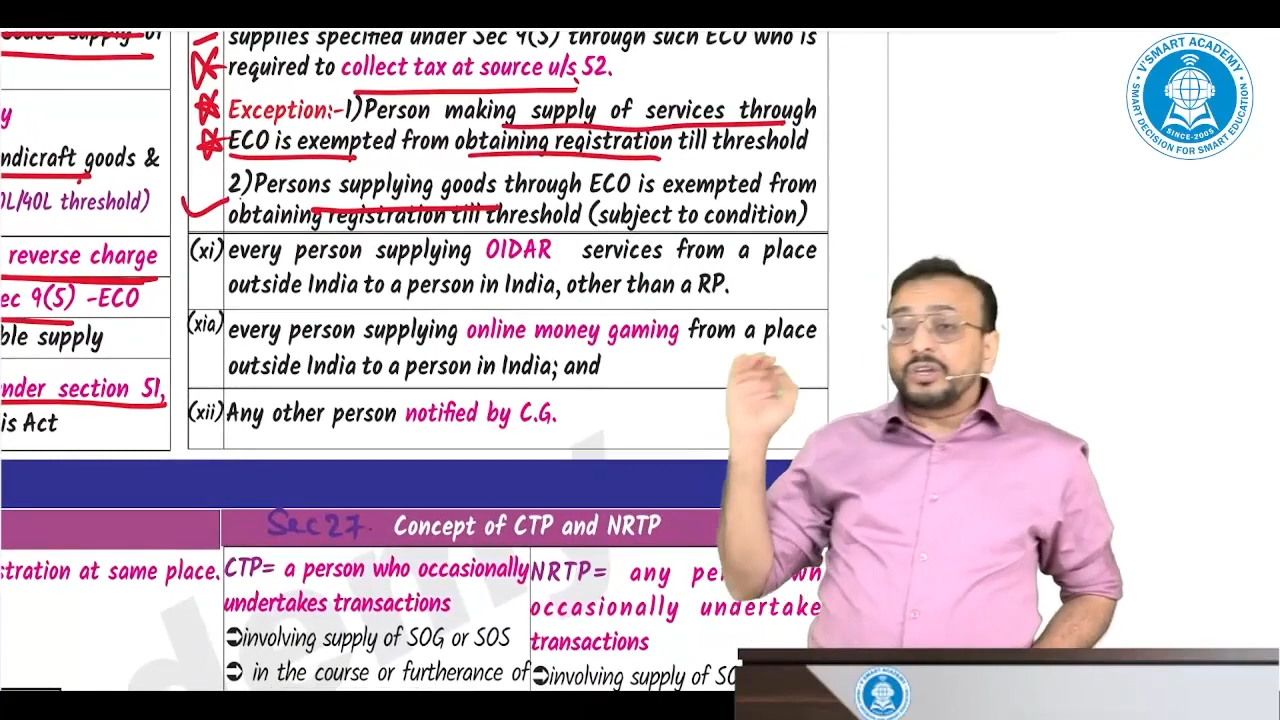 supplies specified under Sec 9(5) through such ECO who is
required to collect tax at source u/s 52.
Exception:-1)Person making supply of services through
ECO is exempted from obtaining registration till threshold
2)Persons supplying goods through ECO is exempted from
obtaining registration till threshold (subject to condition)
(xi) every person supplying OIDAR services from a place
outside India to a person in India, other than a RP.
(xia) every person supplying online money gaming from a place
outside India to a person in India; and
(xii) Any other person notified by C.G.
supply of
y
ndicraft goods &
0L/40L threshold)
reverse charge
ec 9(5) -ECO
ble supply
nder section 51,
is Act
Sec 27. Concept of CTP and NRTP
stration at same place.
CTP= a person who occasionally
undertakes transactions
involving supply of SOG or SOS
in the course or furtherance of
NRTP= any pe
occasionally undertake
transactions
involving supply of
demy
V'SMART ACADEMY
SMART DECISION FOR SMART EDUCATION
SINCE-2005